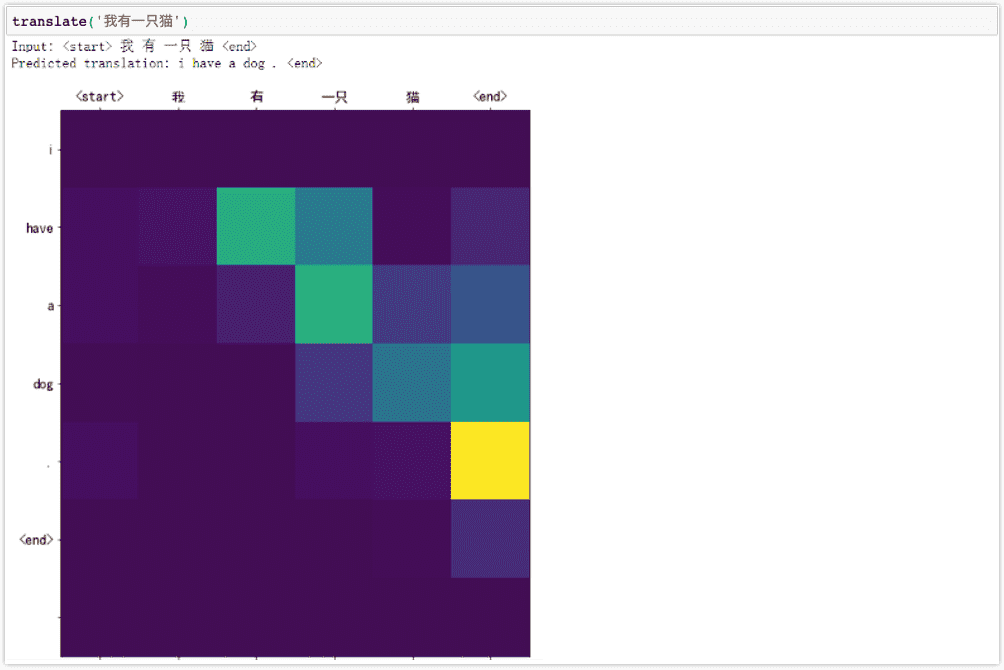 translate('我有一只猫')
Input: <start> 我 有 一只 猫 <end>
Predicted translation: i have a dog . <end>
<start> 我 有 一只 猫 <end>
i
have
a
dog
.
<end>